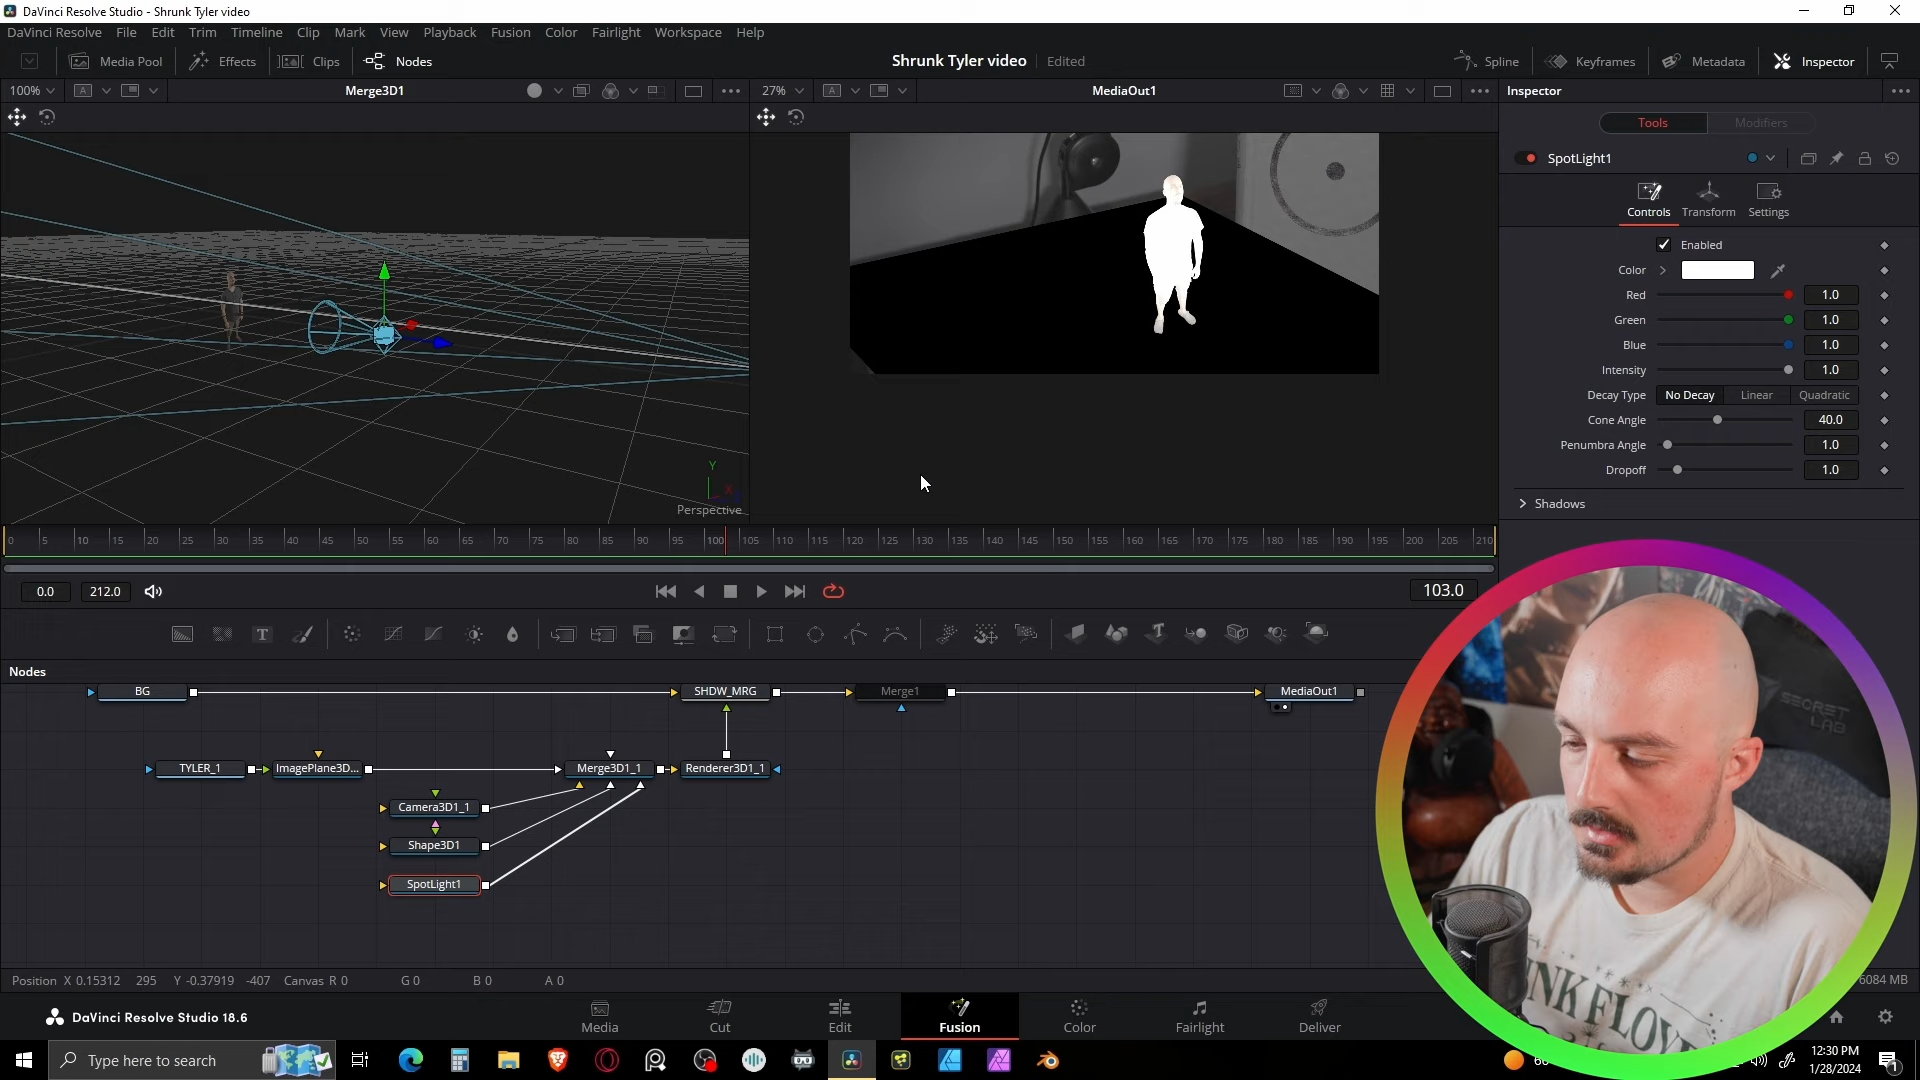 DaVinci Resolve Studio - Shrunk Tyler video
DaVinci Resolve File Edit Trim Timeline Clip Mark View Playback Fusion Color Fairlight Workspace Help
Media Pool Effects Clips Nodes Shrunk Tyler video Edited Spline Keyframes Metadata Inspector
100% A Merge3D1 27% A MediaOut1 Inspector
Tools Modifiers
SpotLight1
Controls Transform Settings
Enabled
Color
Red 1.0
Green 1.0
Blue 1.0
Intensity 1.0
Decay Type No Decay Linear Quadratic
Cone Angle 40.0
Penumbra Angle 1.0
Dropoff 1.0
Shadows
Y
X
Perspective
0 5 10 15 20 25 30 35 40 45 50 55 60 65 70 75 80 85 90 95 100 105 110 115 120 125 130 135 140 145 150 155 160 165 170 175 180 185 190 195 200 205 210
0.0 212.0 103.0
Nodes
BG SHDW_MRG Merge1 MediaOut1
TYLER_1 ImagePlane3D... Merge3D1_1 Renderer3D1_1
Camera3D1_1
Shape3D1
SpotLight1
Position X 0.15312 295 Y -0.37919 -407 Canvas R 0 G 0 B 0 A 0
6084 MB
DaVinci Resolve Studio 18.6
Media Cut Edit Fusion Color Fairlight Deliver
Type here to search
12:30 PM
1/28/2024
1
SECRET
LAB